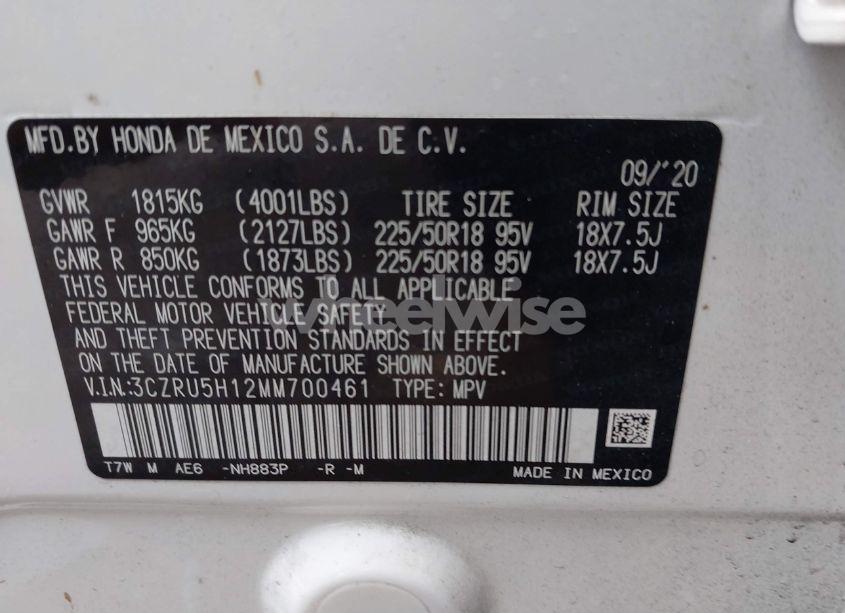 MFD.BY HONDA DE MEXICO S.A. DE C.V.
09/'20
GVWR 1815KG (4001LBS) TIRE SIZE RIM SIZE
GAWR F 965KG (2127LBS) 225/50R18 95V 18X7.5J
GAWR R 850KG (1873LBS) 225/50R18 95V 18X7.5J
THIS VEHICLE CONFORMS TO ALL APPLICABLE
FEDERAL MOTOR VEHICLE SAFETY
wheelwise
AND THEFT PREVENTION STANDARDS IN EFFECT
ON THE DATE OF MANUFACTURE SHOWN ABOVE.
V.I.N:3CZRU5H12MM700461 TYPE: MPV
T7W M AE6 -NH883P -R -M MADE IN MEXICO